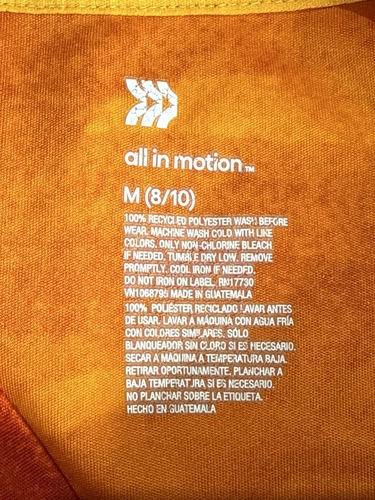 all in motion™
M (8/10)
100% RECYCLED POLYESTER WASH BEFORE
WEAR. MACHINE WASH COLD WITH LIKE
COLORS. ONLY NON-CHLORINE BLEACH
IF NEEDED. TUMBLE DRY LOW. REMOVE
PROMPTLY. COOL IRON IF NEEDED.
DO NOT IRON ON LABEL. RN17730
VN1068795 MADE IN GUATEMALA
100% POLIÉSTER RECICLADO LAVAR ANTES
DE USAR. LAVAR A MÁQUINA CON AGUA FRÍA
CON COLORES SIMILARES. SÓLO
BLANQUEADOR SIN CLORO SI ES NECESARIO.
SECAR A MÁQUINA A TEMPERATURA BAJA.
RETIRAR OPORTUNAMENTE. PLANCHAR A
BAJA TEMPERATURA SI ES NECESARIO.
NO PLANCHAR SOBRE LA ETIQUETA.
HECHO EN GUATEMALA